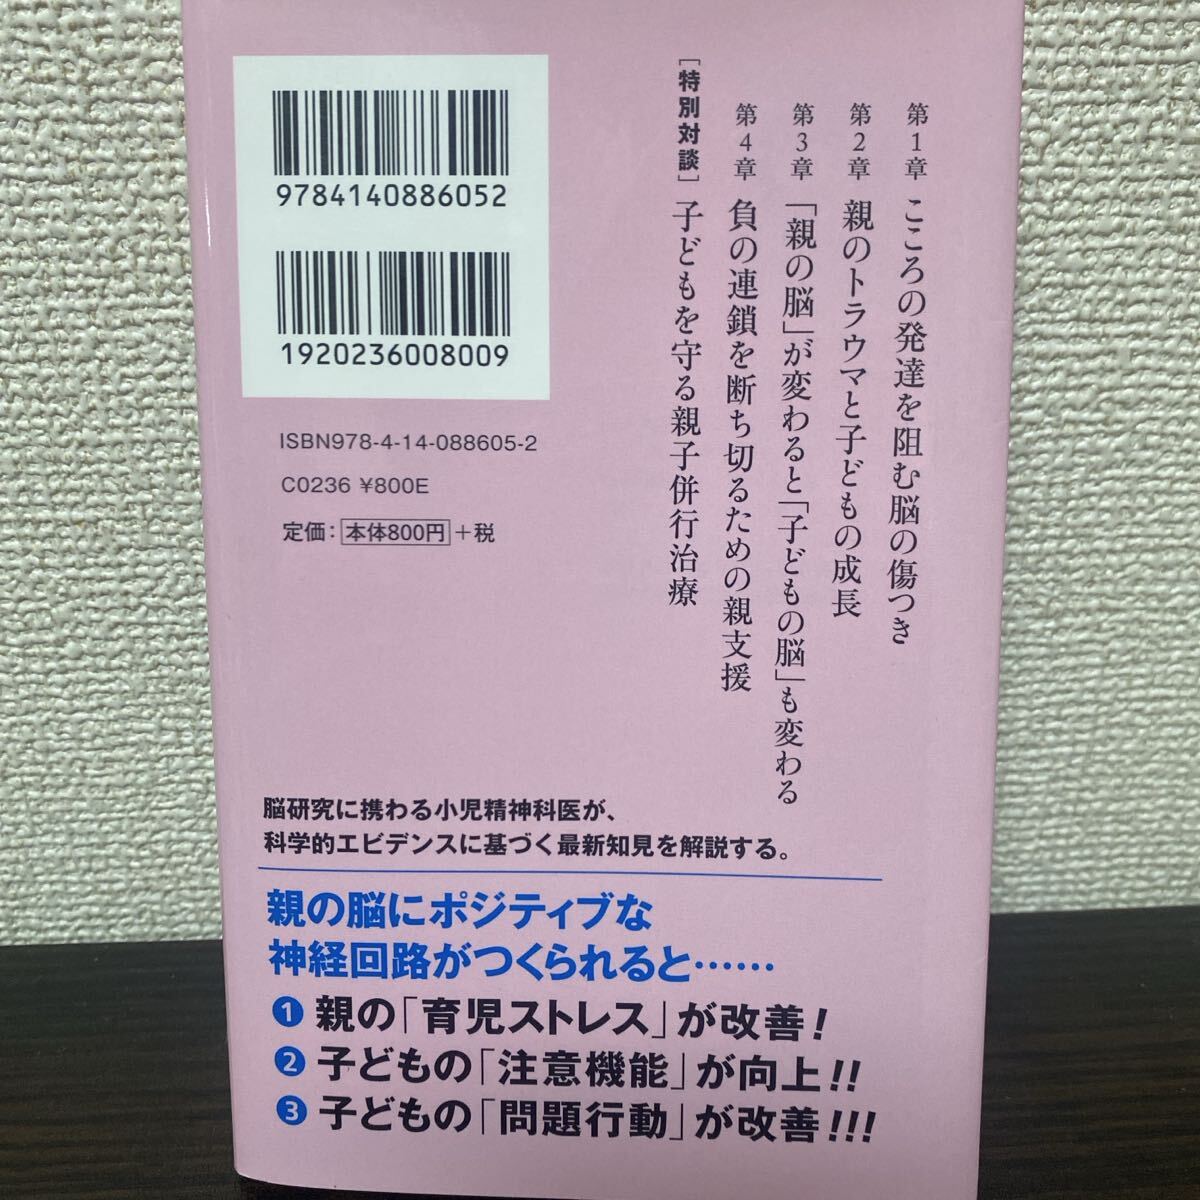 第1章 こころの発達を阻む脳の傷つき
第2章 親のトラウマと子どもの成長
第3章 「親の脳」が変わると「子どもの脳」も変わる
第4章 負の連鎖を断ち切るための親支援
[特別対談] 子どもを守る親子併行治療
9784140886052
1920236008009
ISBN978-4-14-088605-2
C0236 ¥800E
定価: 本体800円 +税
脳研究に携わる小児精神科医が、
科学的エビデンスに基づく最新知見を解説する。
親の脳にポジティブな
神経回路がつくられると……
❶ 親の「育児ストレス」が改善!
❷ 子どもの「注意機能」が向上!!
❸ 子どもの「問題行動」が改善!!!